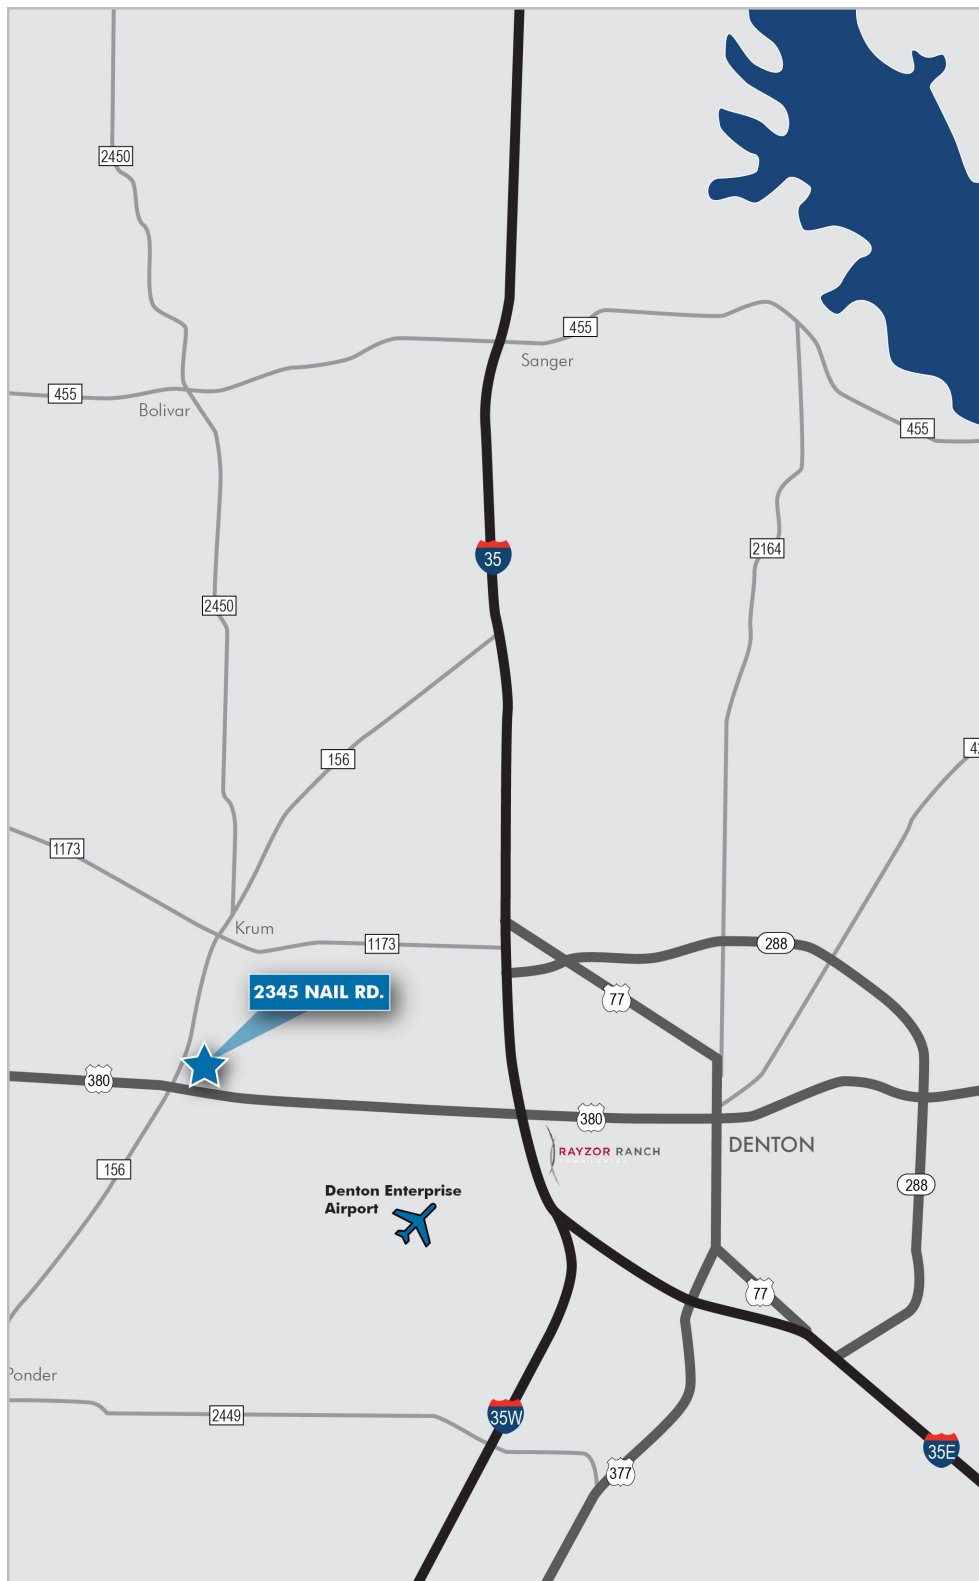 2450
455
Sanger
455
Bolivar
455
35
2164
2450
156
1173
Krum
1173
288
2345 NAIL RD.
77
380
380
RAYZOR RANCH
DENTON
156
288
Denton Enterprise
Airport
77
Ponder
2449
35W
35E
377